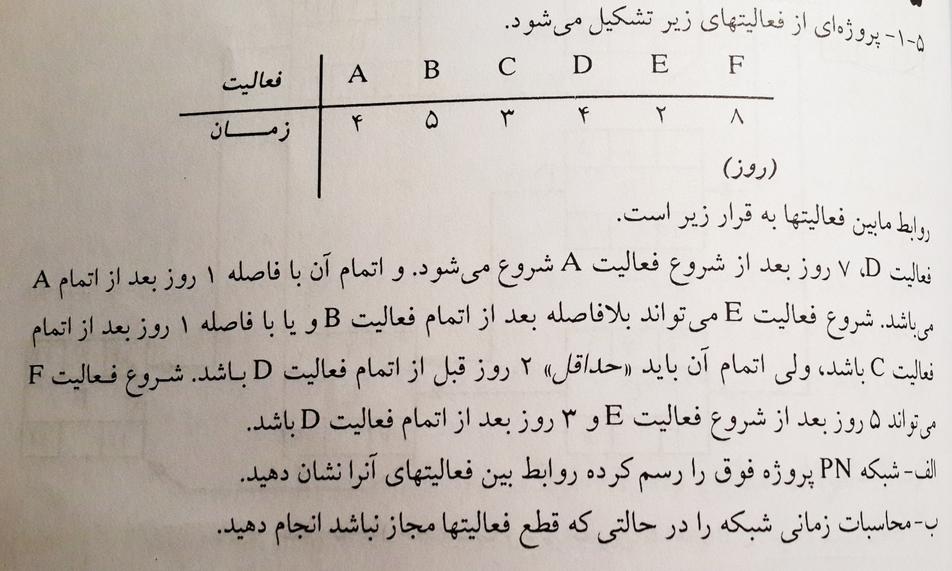 ۵-۱- پروژه‌ای از فعالیتهای زیر تشکیل می‌شود.
فعالیت A B C D E F
زمـــان ۴ ۵ ۳ ۴ ۲ ۸
(روز)
روابط مابین فعالیتها به قرار زیر است.
فعالیت D، ۷ روز بعد از شروع فعالیت A شروع می‌شود. و اتمام آن با فاصله ۱ روز بعد از اتمام A
می‌باشد. شروع فعالیت E می‌تواند بلافاصله بعد از اتمام فعالیت B و یا با فاصله ۱ روز بعد از اتمام
فعالیت C باشد، ولی اتمام آن باید «حداقل» ۲ روز قبل از اتمام فعالیت D باشد. شروع فعالیت F
می‌تواند ۵ روز بعد از شروع فعالیت E و ۳ روز بعد از اتمام فعالیت D باشد.
الف- شبکه PN پروژه فوق را رسم کرده روابط بین فعالیتهای آنرا نشان دهید.
ب- محاسبات زمانی شبکه را در حالتی که قطع فعالیتها مجاز نباشد انجام دهید.